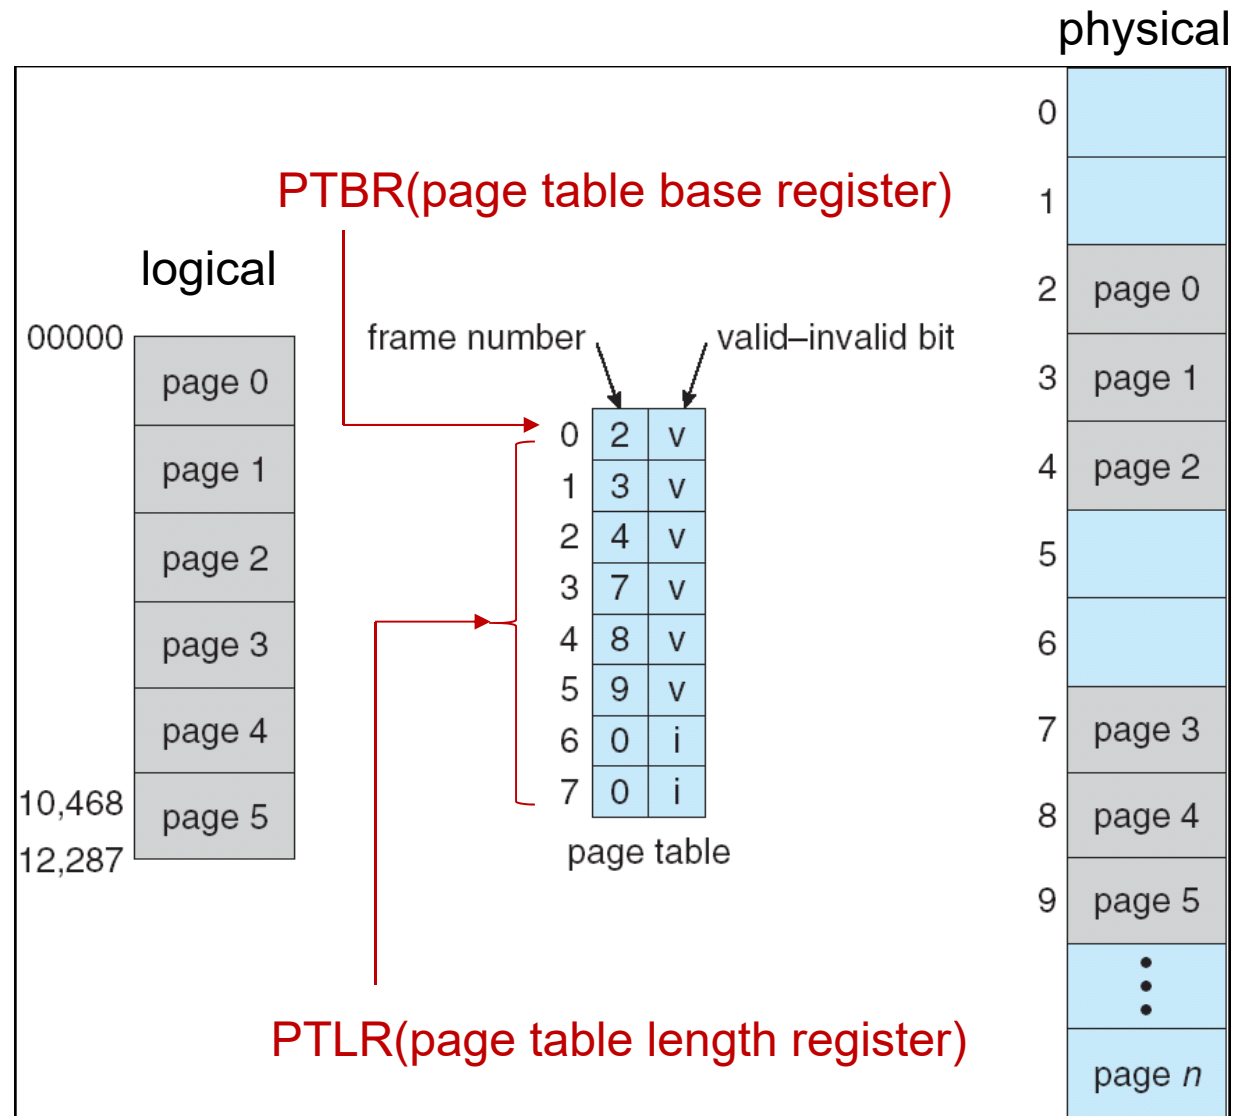 physical
0
1
PTBR(page table base register)
logical
2 page 0
00000
frame number
valid–invalid bit
page 0
page 1
page 2
page 3
page 4
10,468
page 5
12,287
0 2 v
1 3 v
2 4 v
3 7 v
4 8 v
5 9 v
6 0 i
7 0 i
page table
3 page 1
4 page 2
5
6
7 page 3
8 page 4
9 page 5
page n
PTLR(page table length register)